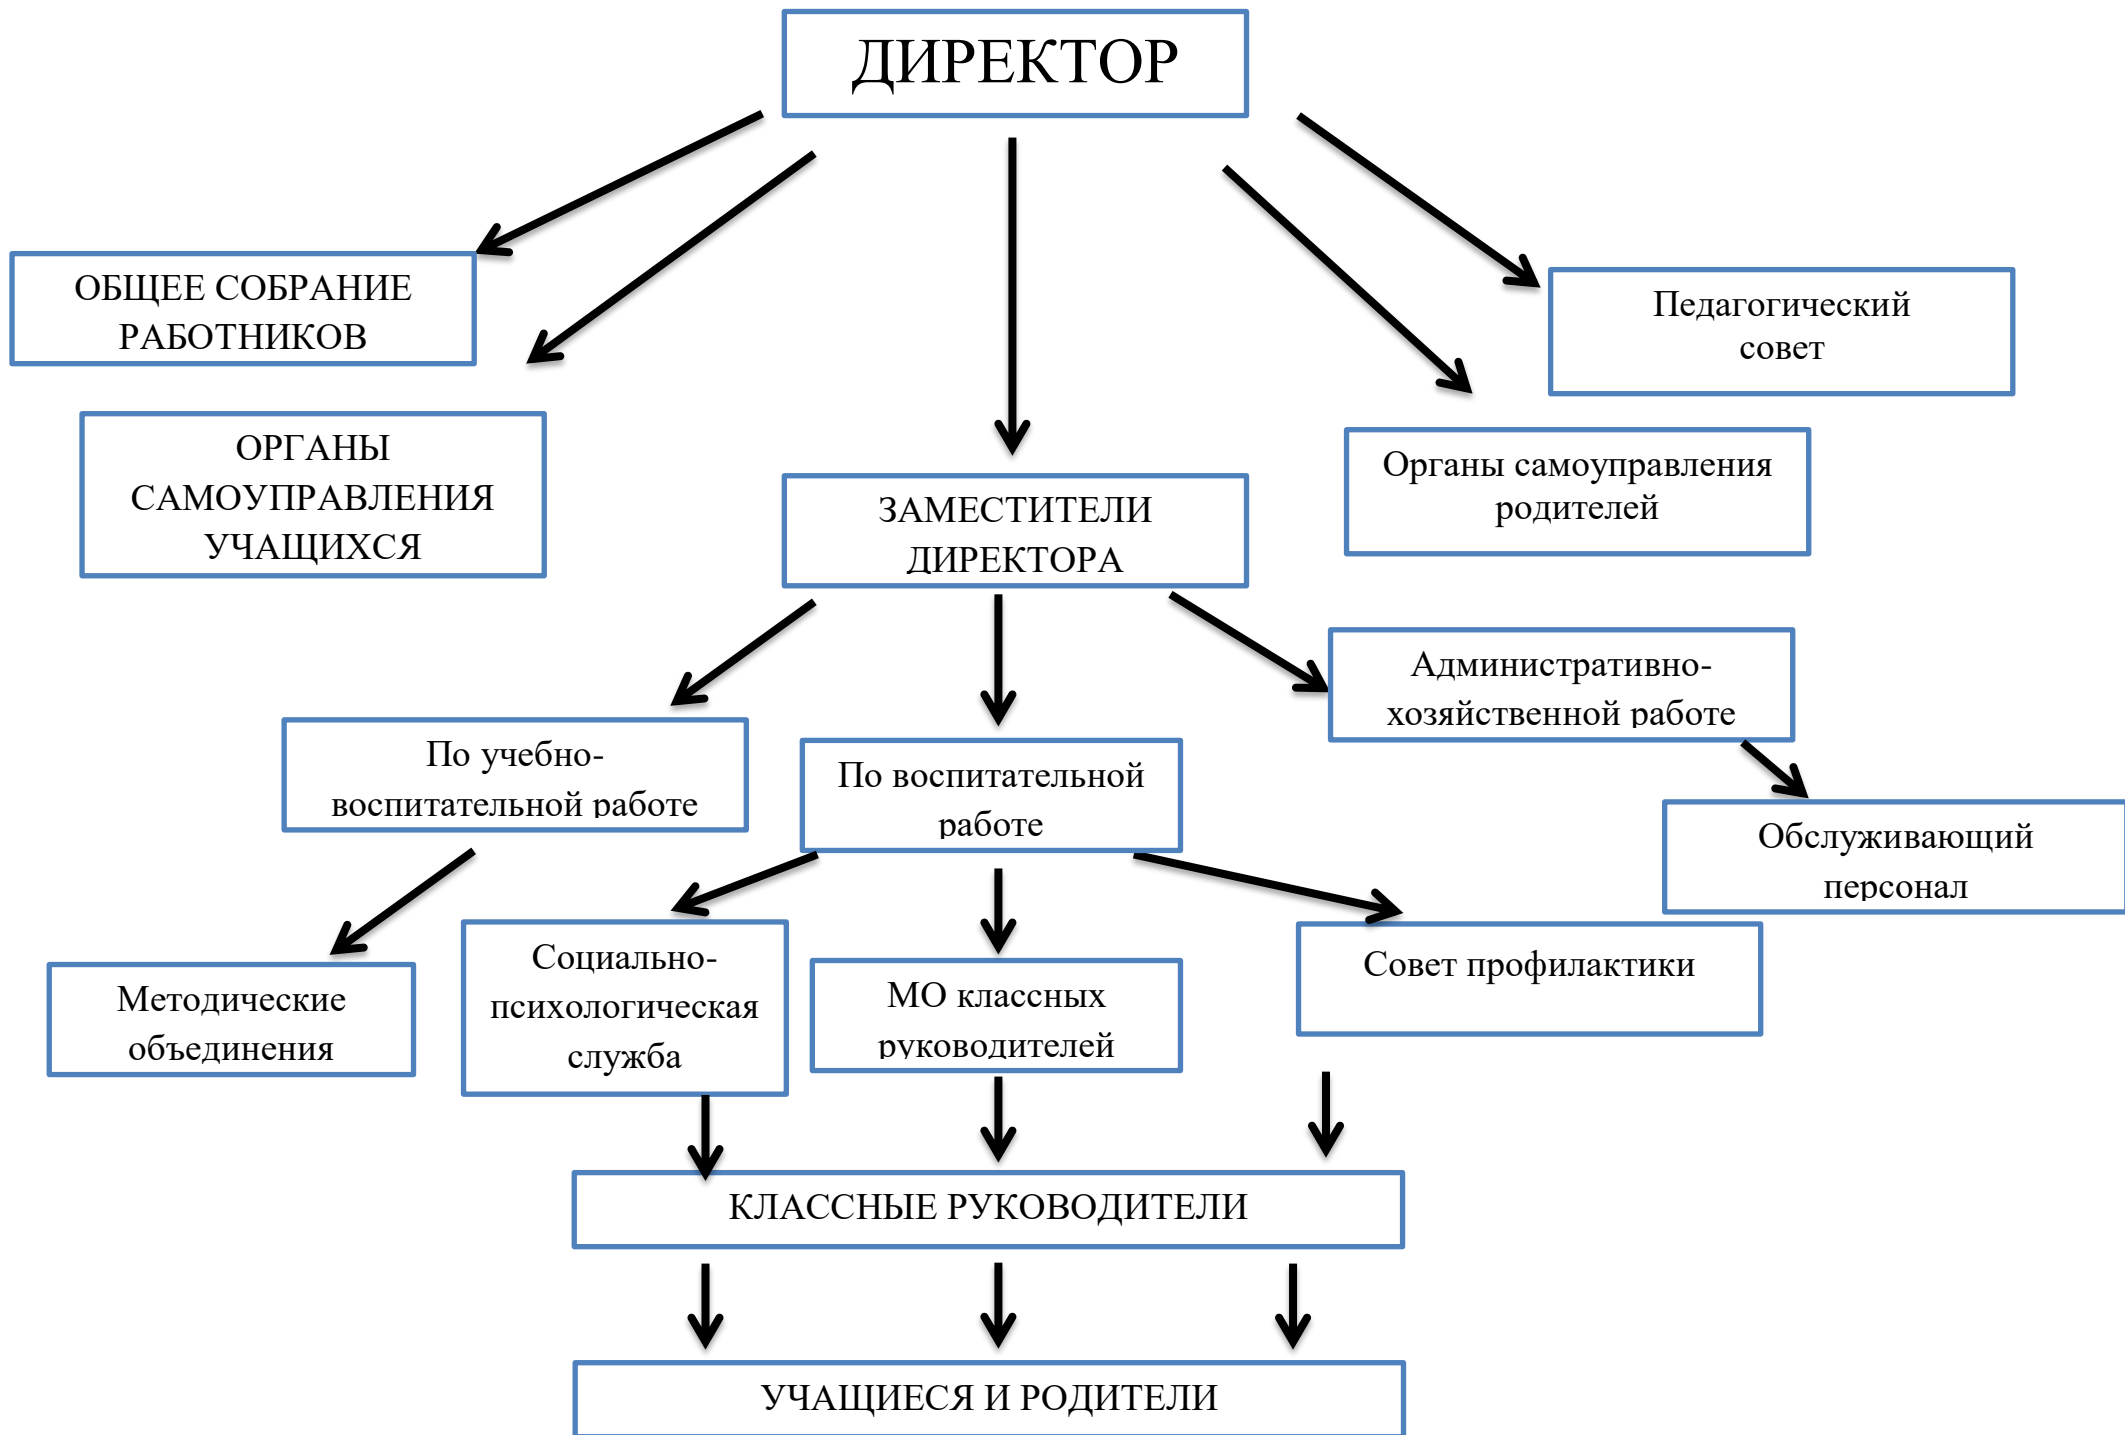 ДИРЕКТОР
ОБЩЕЕ СОБРАНИЕ
РАБОТНИКОВ
Педагогический
совет
ОРГАНЫ
САМОУПРАВЛЕНИЯ
УЧАЩИХСЯ
Органы самоуправления
родителей
ЗАМЕСТИТЕЛИ
ДИРЕКТОРА
Административно-
хозяйственной работе
По учебно-
воспитательной работе
По воспитательной
работе
Обслуживающий
персонал
Методические
объединения
Социально-
психологическая
служба
МО классных
руководителей
Совет профилактики
КЛАССНЫЕ РУКОВОДИТЕЛИ
УЧАЩИЕСЯ И РОДИТЕЛИ